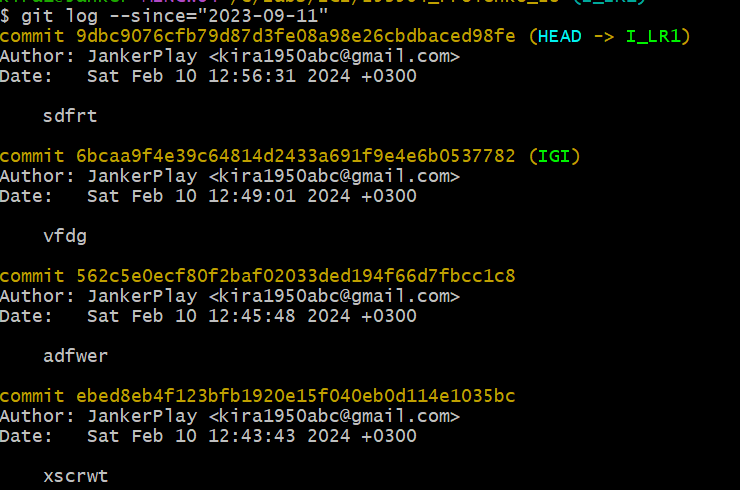 $ git log --since="2023-09-11"
commit 9dbc9076cfb79d87d3fe08a98e26cbdbaced98fe (HEAD -> I_LR1)
Author: JankerPlay <kira1950abc@gmail.com>
Date:   Sat Feb 10 12:56:31 2024 +0300
sdfrt
commit 6bcaa9f4e39c64814d2433a691f9e4e6b0537782 (IGI)
Author: JankerPlay <kira1950abc@gmail.com>
Date:   Sat Feb 10 12:49:01 2024 +0300
vfdg
commit 562c5e0ecf80f2baf02033ded194f66d7fbcc1c8
Author: JankerPlay <kira1950abc@gmail.com>
Date:   Sat Feb 10 12:45:48 2024 +0300
adfwer
commit ebed8eb4f123bfb1920e15f040eb0d114e1035bc
Author: JankerPlay <kira1950abc@gmail.com>
Date:   Sat Feb 10 12:43:43 2024 +0300
xscrwt